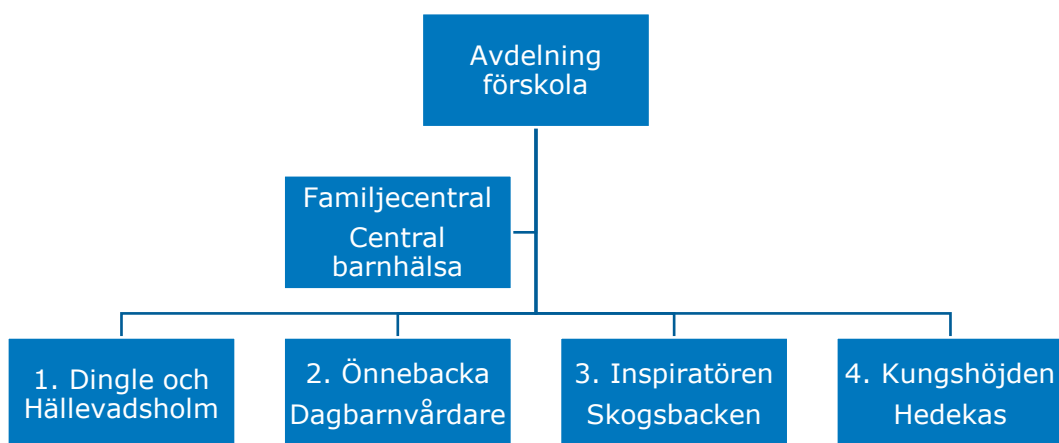 Avdelning
förskola
Familjecentral
Central
barnhälsa
1. Dingle och
Hällevadsholm
2. Önnebacka
Dagbarnvårdare
3. Inspiratören
Skogsbacken
4. Kungshöjden
Hedekas